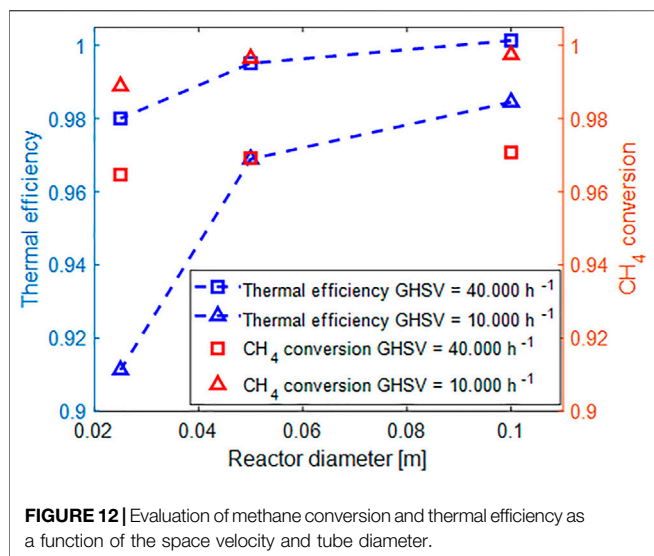 1
0.98
0.96
0.94
0.92
0.9
Thermal efficiency
1
0.98
0.96
0.94
0.92
0.9
CH4 conversion
Thermal efficiency GHSV = 40.000 h -1
Thermal efficiency GHSV = 10.000 h -1
CH4 conversion GHSV = 40.000 h-1
CH4 conversion GHSV = 10.000 h-1
0.02 0.04 0.06 0.08 0.1
Reactor diameter [m]
FIGURE 12 | Evaluation of methane conversion and thermal efficiency as
a function of the space velocity and tube diameter.